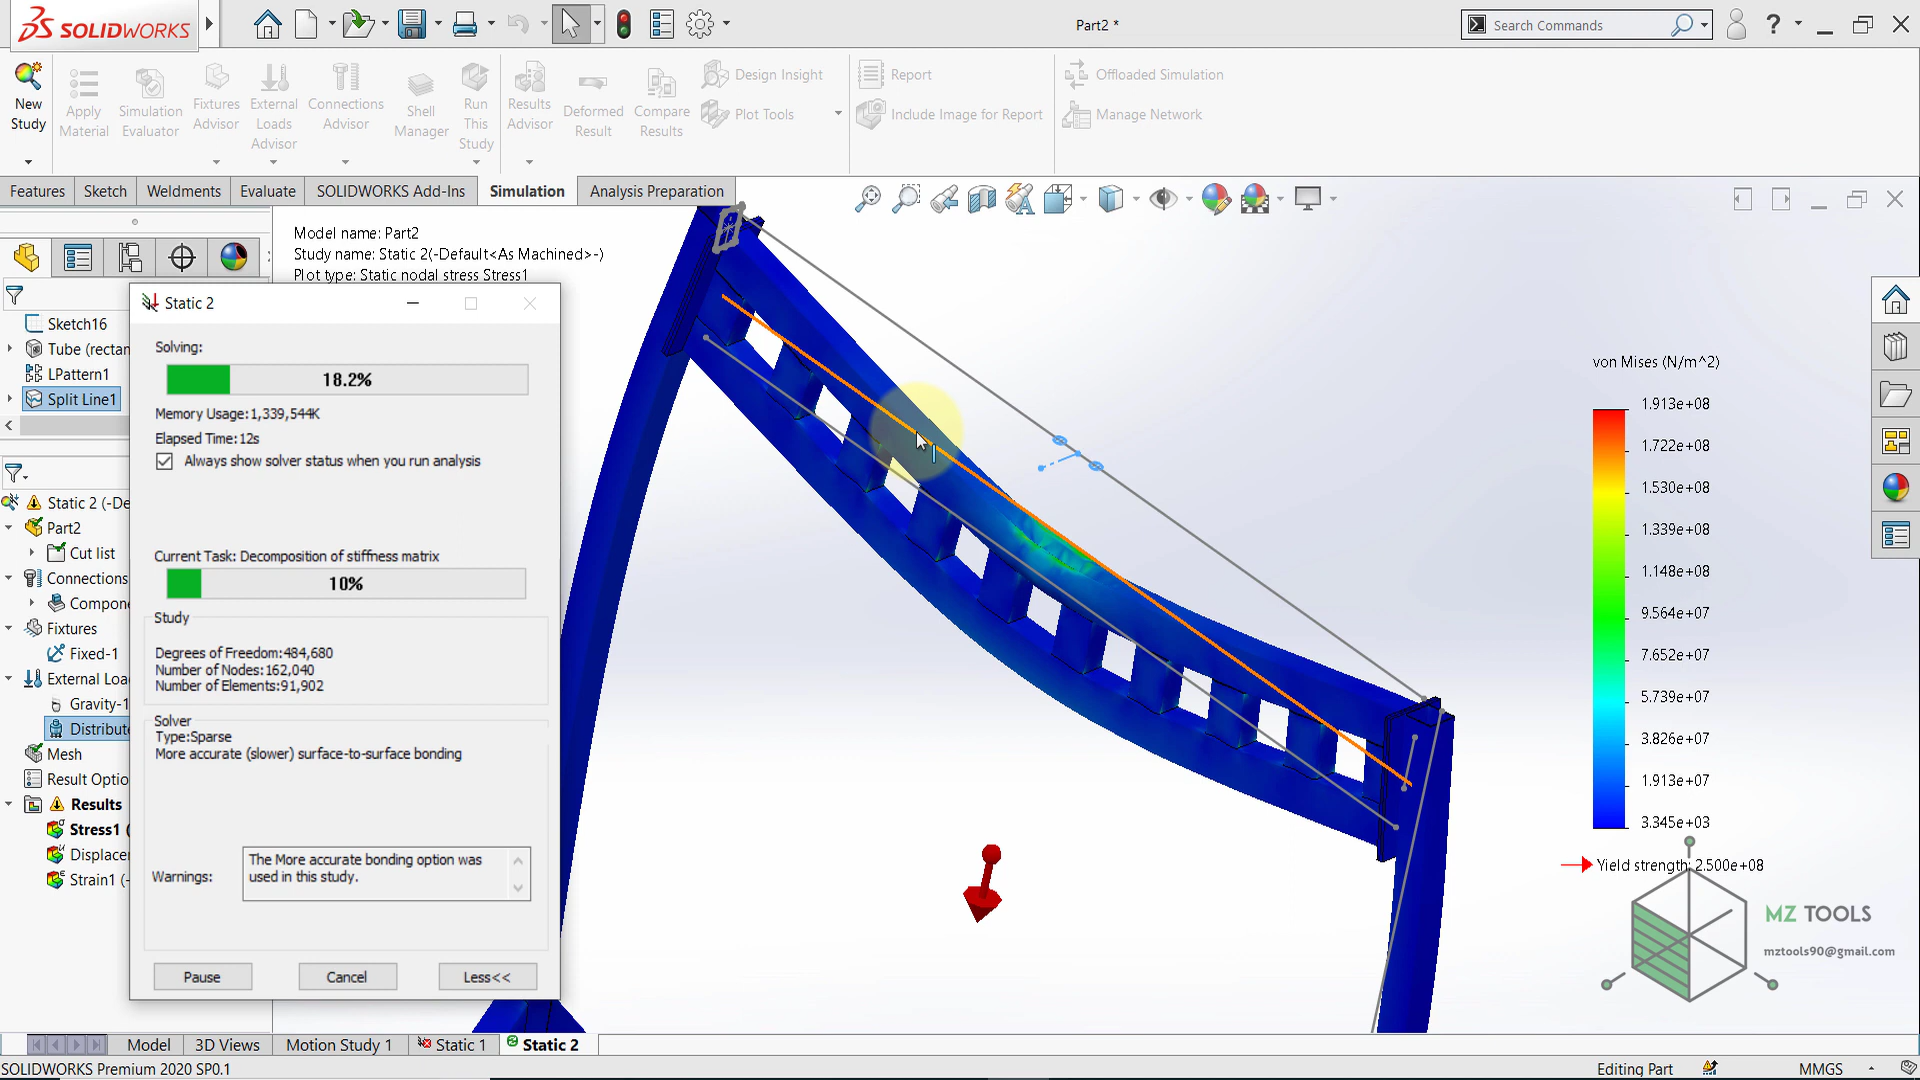 SOLIDWORKS
Part2 *
Search Commands
New Study
Apply Material
Simulation Evaluator
Fixtures Advisor
External Loads Advisor
Connections Advisor
Shell Manager
Run This Study
Results Advisor
Deformed Result
Compare Results
Design Insight
Plot Tools
Report
Include Image for Report
Offloaded Simulation
Manage Network
Features
Sketch
Weldments
Evaluate
SOLIDWORKS Add-Ins
Simulation
Analysis Preparation
Model name: Part2
Study name: Static 2(-Default<As Machined>-)
Plot type: Static nodal stress Stress1
Sketch16
Tube (rectan
LPattern1
Split Line1
Static 2 (-De
Part2
Cut list
Connections
Compone
Fixtures
Fixed-1
External Loa
Gravity-1
Distribute
Mesh
Result Optio
Results
Stress1 (
Displacer
Strain1 (-
Static 2
Solving:
18.2%
Memory Usage:1,339,544K
Elapsed Time:12s
Always show solver status when you run analysis
Current Task: Decomposition of stiffness matrix
10%
Study
Degrees of Freedom:484,680
Number of Nodes:162,040
Number of Elements:91,902
Solver
Type:Sparse
More accurate (slower) surface-to-surface bonding
Warnings:
The More accurate bonding option was
used in this study.
Pause
Cancel
Less<<
von Mises (N/m^2)
1.913e+08
1.722e+08
1.530e+08
1.339e+08
1.148e+08
9.567e+07
7.652e+07
5.739e+07
3.826e+07
1.913e+07
3.345e+03
Yield strength: 2.500e+08
MZ TOOLS
mztools90@gmail.com
Model
3D Views
Motion Study 1
Static 1
Static 2
SOLIDWORKS Premium 2020 SP0.1
Editing Part
MMGS